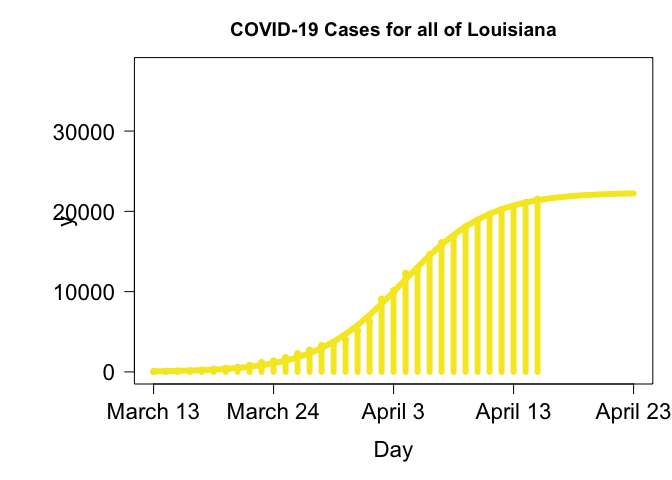 COVID-19 Cases for all of Louisiana
30000
20000
y
10000
0
March 13 March 24 April 3 April 13 April 23
Day